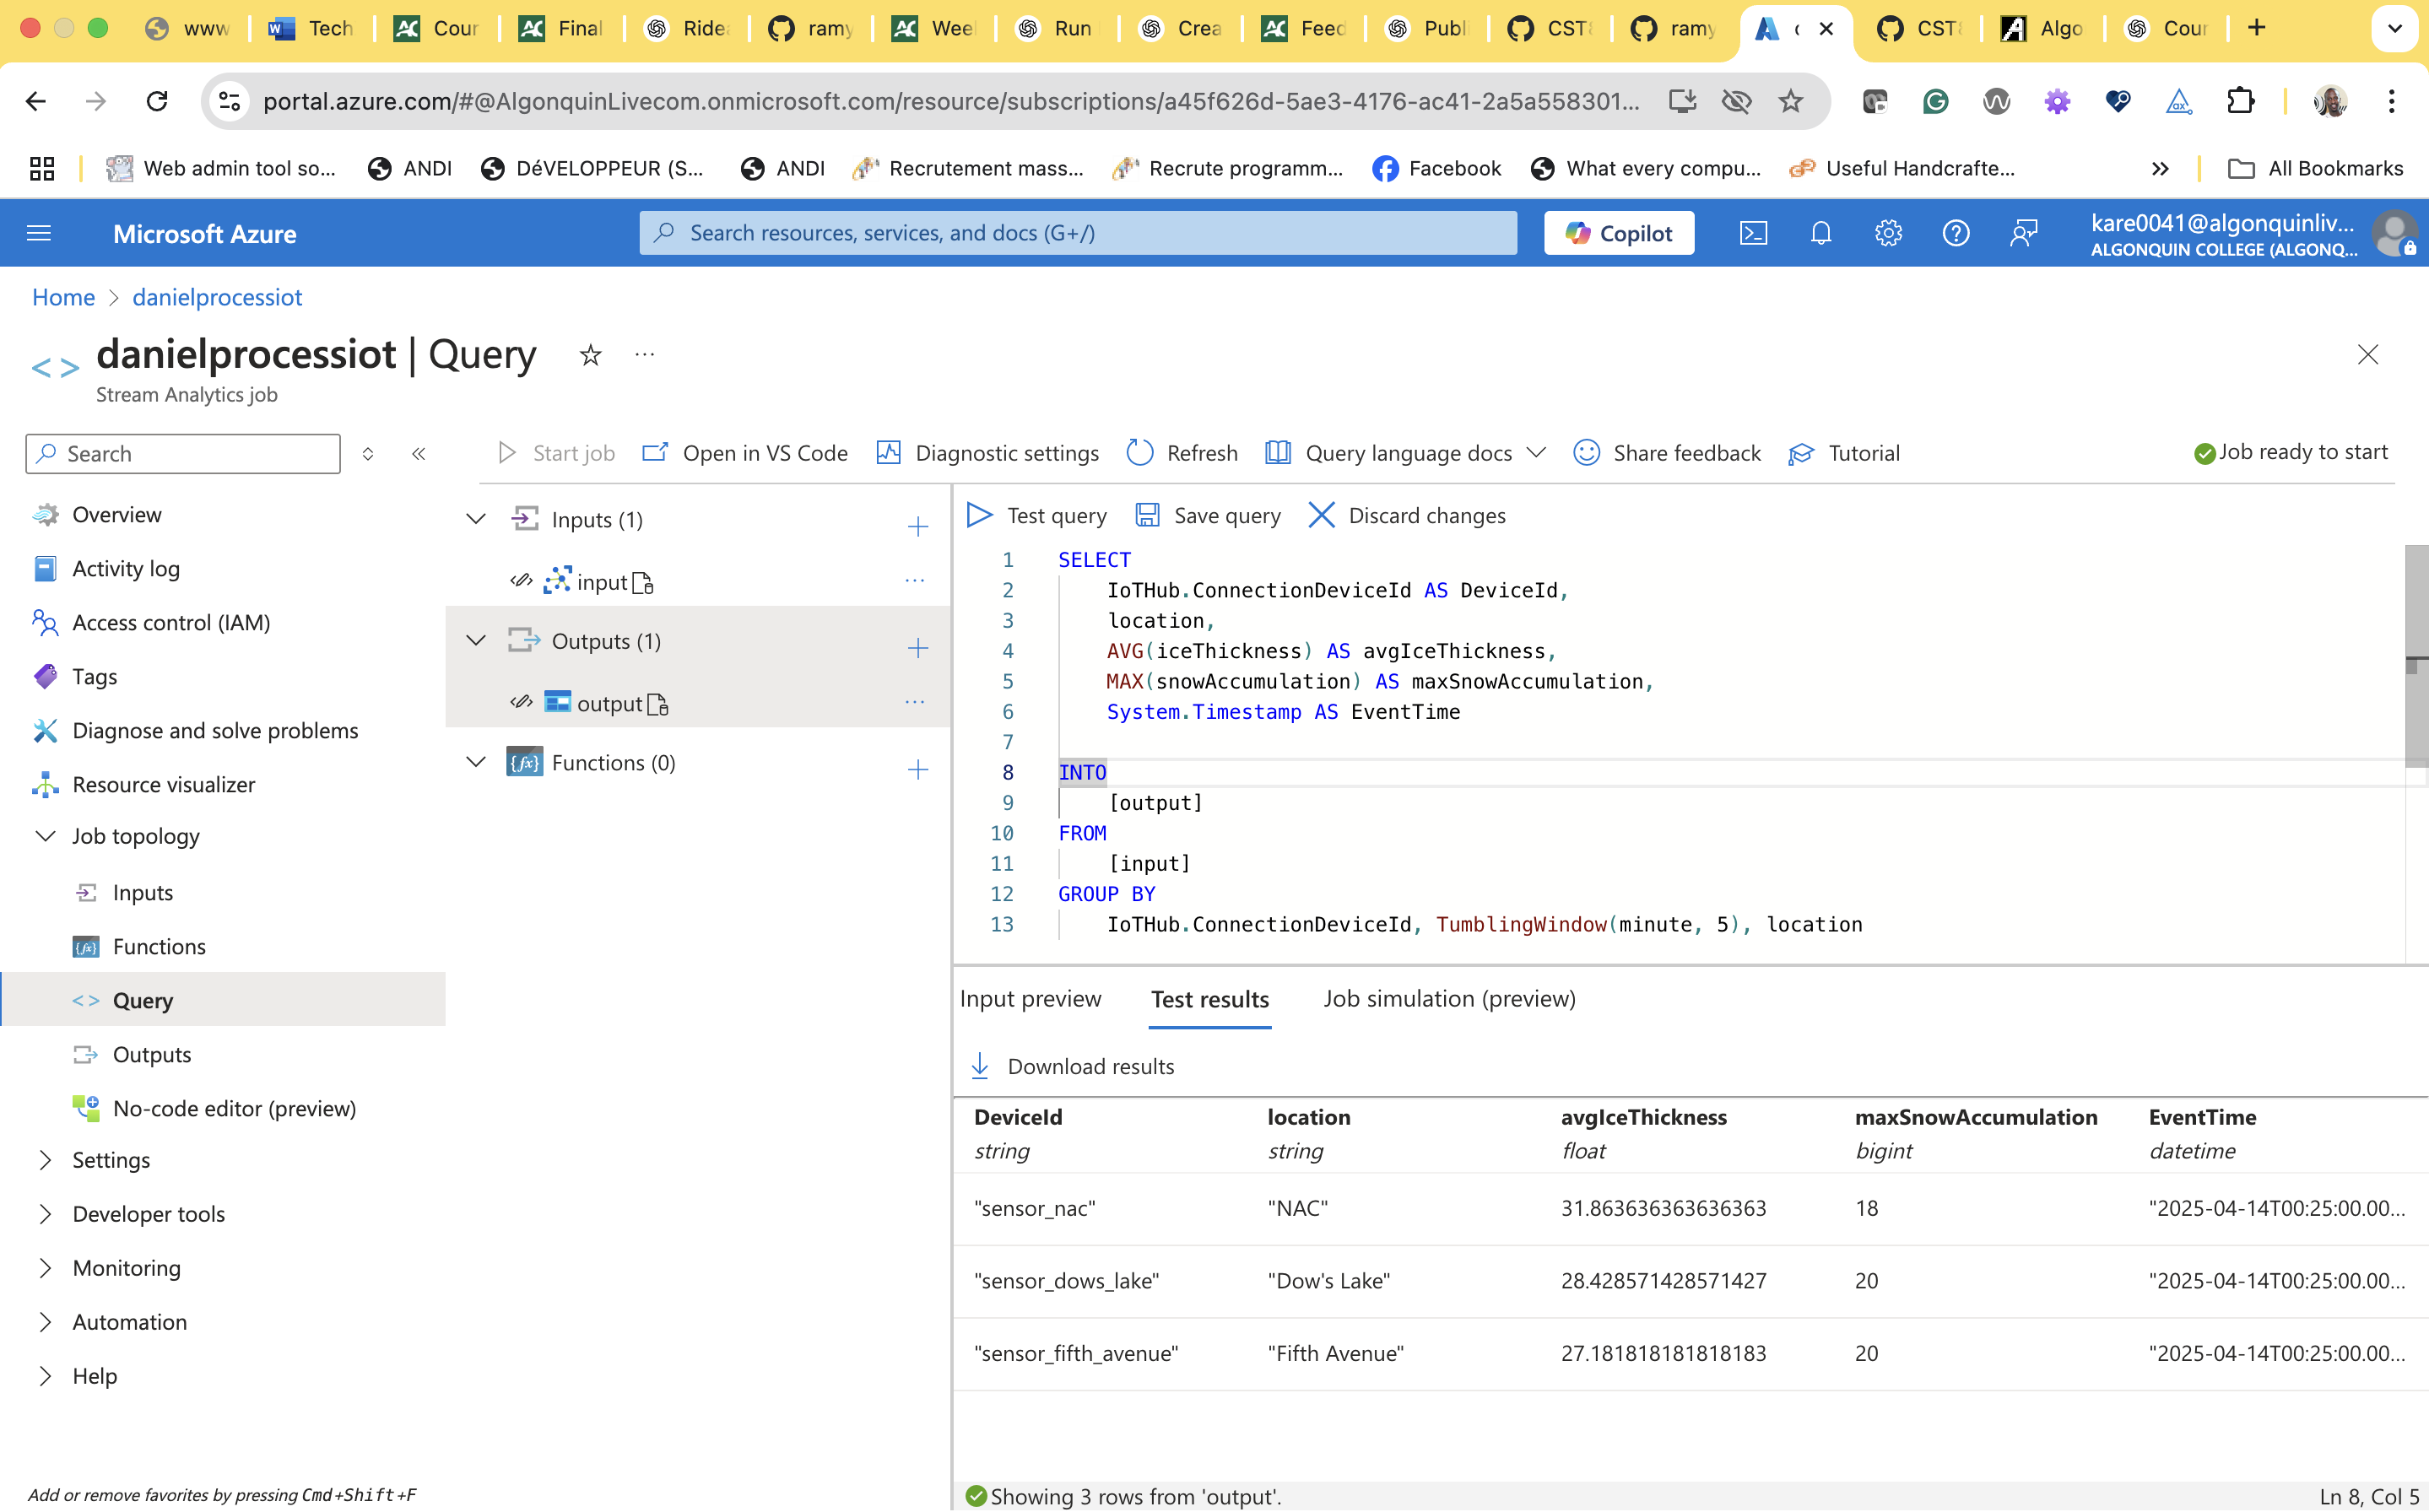 www
Tech
Cour
Final
Ridea
ramy
Weel
Run
Crea
Feed
Publi
CST8
ramy
CST8
Algo
Cour
portal.azure.com/#@AlgonquinLivecom.onmicrosoft.com/resource/subscriptions/a45f626d-5ae3-4176-ac41-2a5a558301...
Web admin tool so...
ANDI
DéVELOPPEUR (S...
ANDI
Recrutement mass...
Recrute programm...
Facebook
What every compu...
Useful Handcrafte...
All Bookmarks
Microsoft Azure
Search resources, services, and docs (G+/)
Copilot
kare0041@algonquinliv...
ALGONQUIN COLLEGE (ALGONQ...
Home > danielprocessiot
danielprocessiot | Query
Stream Analytics job
Search
Start job
Open in VS Code
Diagnostic settings
Refresh
Query language docs
Share feedback
Tutorial
Job ready to start
Overview
Activity log
Access control (IAM)
Tags
Diagnose and solve problems
Resource visualizer
Job topology
Inputs
Functions
Query
Outputs
No-code editor (preview)
Settings
Developer tools
Monitoring
Automation
Help
Add or remove favorites by pressing Cmd+Shift+F
Inputs (1)
input
Outputs (1)
output
Functions (0)
Test query
Save query
Discard changes
1 SELECT
2 IoTHub.ConnectionDeviceId AS DeviceId,
3 location,
4 AVG(iceThickness) AS avgIceThickness,
5 MAX(snowAccumulation) AS maxSnowAccumulation,
6 System.Timestamp AS EventTime
7
8 INTO
9 [output]
10 FROM
11 [input]
12 GROUP BY
13 IoTHub.ConnectionDeviceId, TumblingWindow(minute, 5), location
Input preview
Test results
Job simulation (preview)
Download results
DeviceId location avgIceThickness maxSnowAccumulation EventTime
string string float bigint datetime
"sensor_nac" "NAC" 31.863636363636363 18 "2025-04-14T00:25:00.00...
"sensor_dows_lake" "Dow's Lake" 28.428571428571427 20 "2025-04-14T00:25:00.00...
"sensor_fifth_avenue" "Fifth Avenue" 27.181818181818183 20 "2025-04-14T00:25:00.00...
Showing 3 rows from 'output'.
Ln 8, Col 5